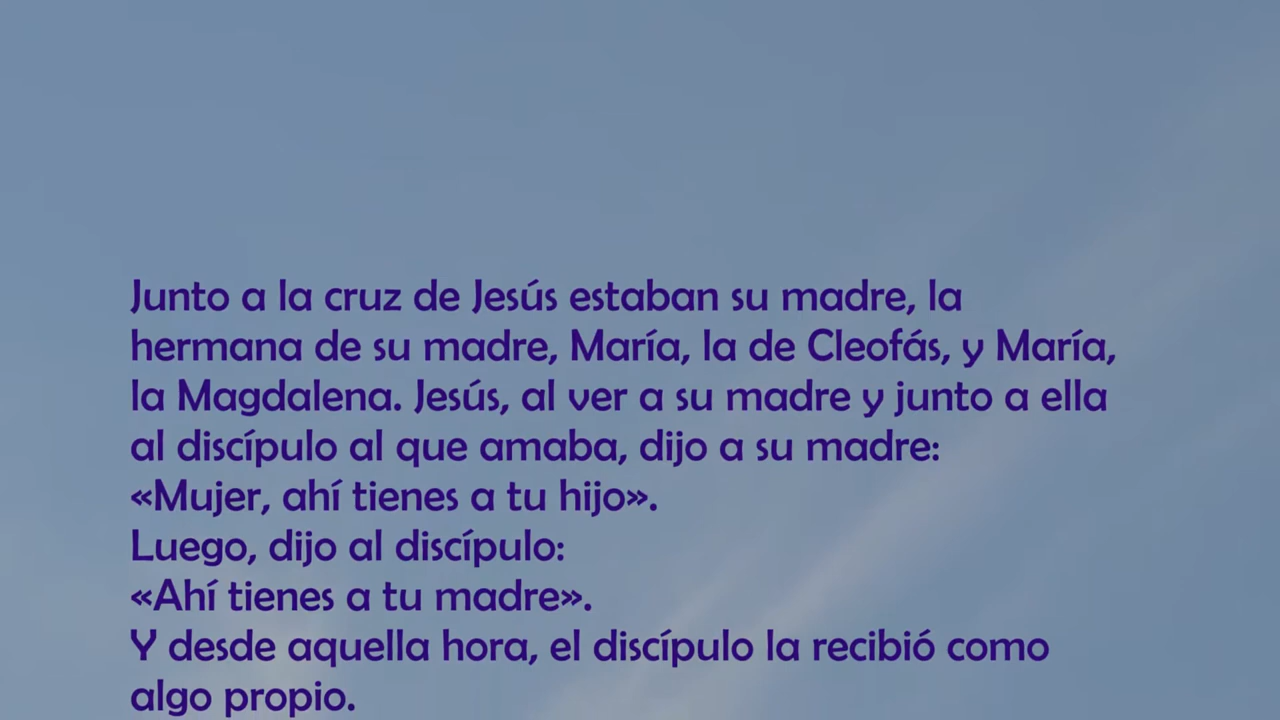 Junto a la cruz de Jesús estaban su madre, la
hermana de su madre, María, la de Cleofás, y María,
la Magdalena. Jesús, al ver a su madre y junto a ella
al discípulo al que amaba, dijo a su madre:
«Mujer, ahí tienes a tu hijo».
Luego, dijo al discípulo:
«Ahí tienes a tu madre».
Y desde aquella hora, el discípulo la recibió como
algo propio.